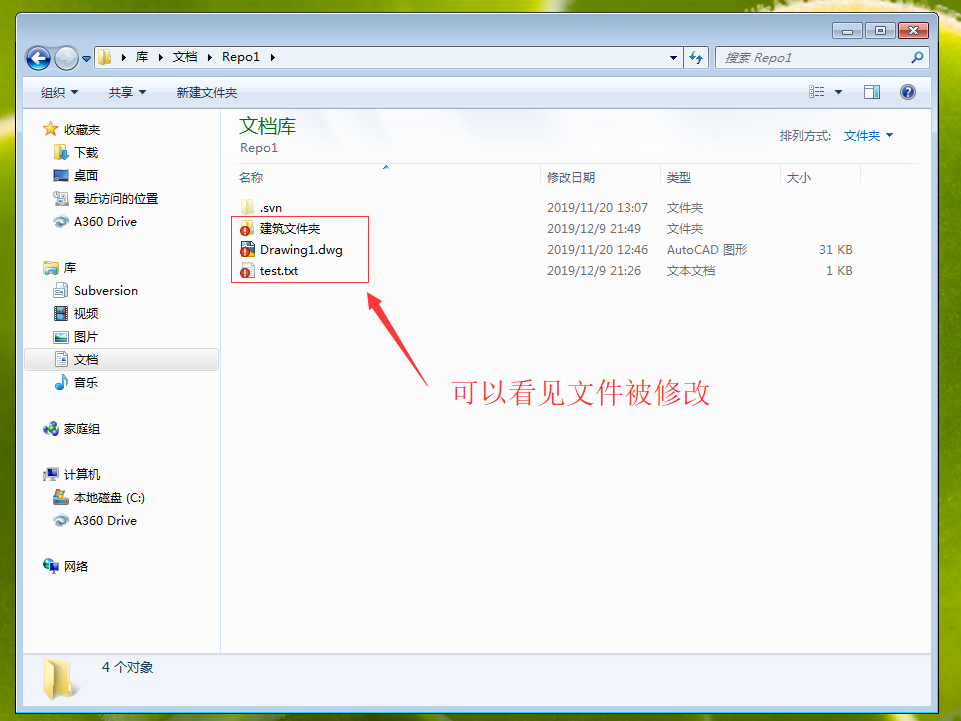 库 文档 Repo1
搜索 Repo1
组织 共享 新建文件夹
收藏夹
下载
桌面
最近访问的位置
A360 Drive
库
Subversion
视频
图片
文档
音乐
家庭组
计算机
本地磁盘 (C:)
A360 Drive
网络
文档库
Repo1
排列方式: 文件夹
名称 修改日期 类型 大小
.svn 2019/11/20 13:07 文件夹
建筑文件夹 2019/12/9 21:49 文件夹
Drawing1.dwg 2019/11/20 12:46 AutoCAD 图形 31 KB
test.txt 2019/12/9 21:26 文本文档 1 KB
可以看见文件被修改
4 个对象